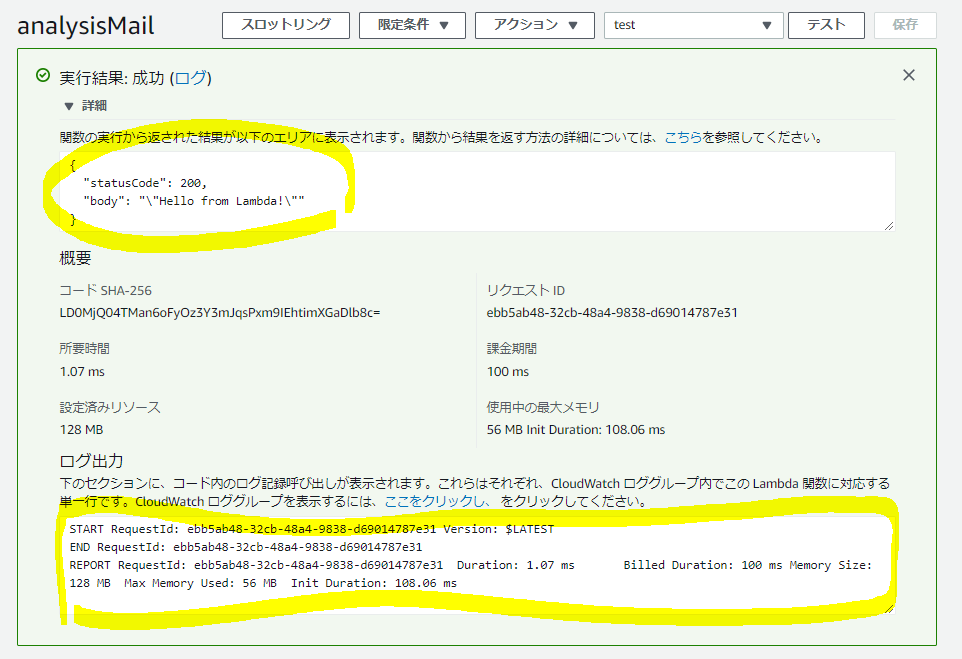 analysisMail
スロットリング
限定条件 ▼
アクション ▼
test ▼
テスト
保存
実行結果: 成功 (ログ)
▼ 詳細
関数の実行から返された結果が以下のエリアに表示されます。関数から結果を返す方法の詳細については、こちらを参照してください。
{
"statusCode": 200,
"body": "\"Hello from Lambda!\""
}
概要
コード SHA-256
LD0MjQ04TMan6oFyOz3Y3mJqsPxm9IEhtimXGaDlb8c=
リクエスト ID
ebb5ab48-32cb-48a4-9838-d69014787e31
所要時間
1.07 ms
課金期間
100 ms
設定済みリソース
128 MB
使用中の最大メモリ
56 MB Init Duration: 108.06 ms
ログ出力
下のセクションに、コード内のログ記録呼び出しが表示されます。これらはそれぞれ、CloudWatch ロググループ内でこの Lambda 関数に対応する
単一行です。CloudWatch ロググループを表示するには、ここをクリックし、 をクリックしてください。
START RequestId: ebb5ab48-32cb-48a4-9838-d69014787e31 Version: $LATEST
END RequestId: ebb5ab48-32cb-48a4-9838-d69014787e31
REPORT RequestId: ebb5ab48-32cb-48a4-9838-d69014787e31 Duration: 1.07 ms Billed Duration: 100 ms Memory Size:
128 MB Max Memory Used: 56 MB Init Duration: 108.06 ms